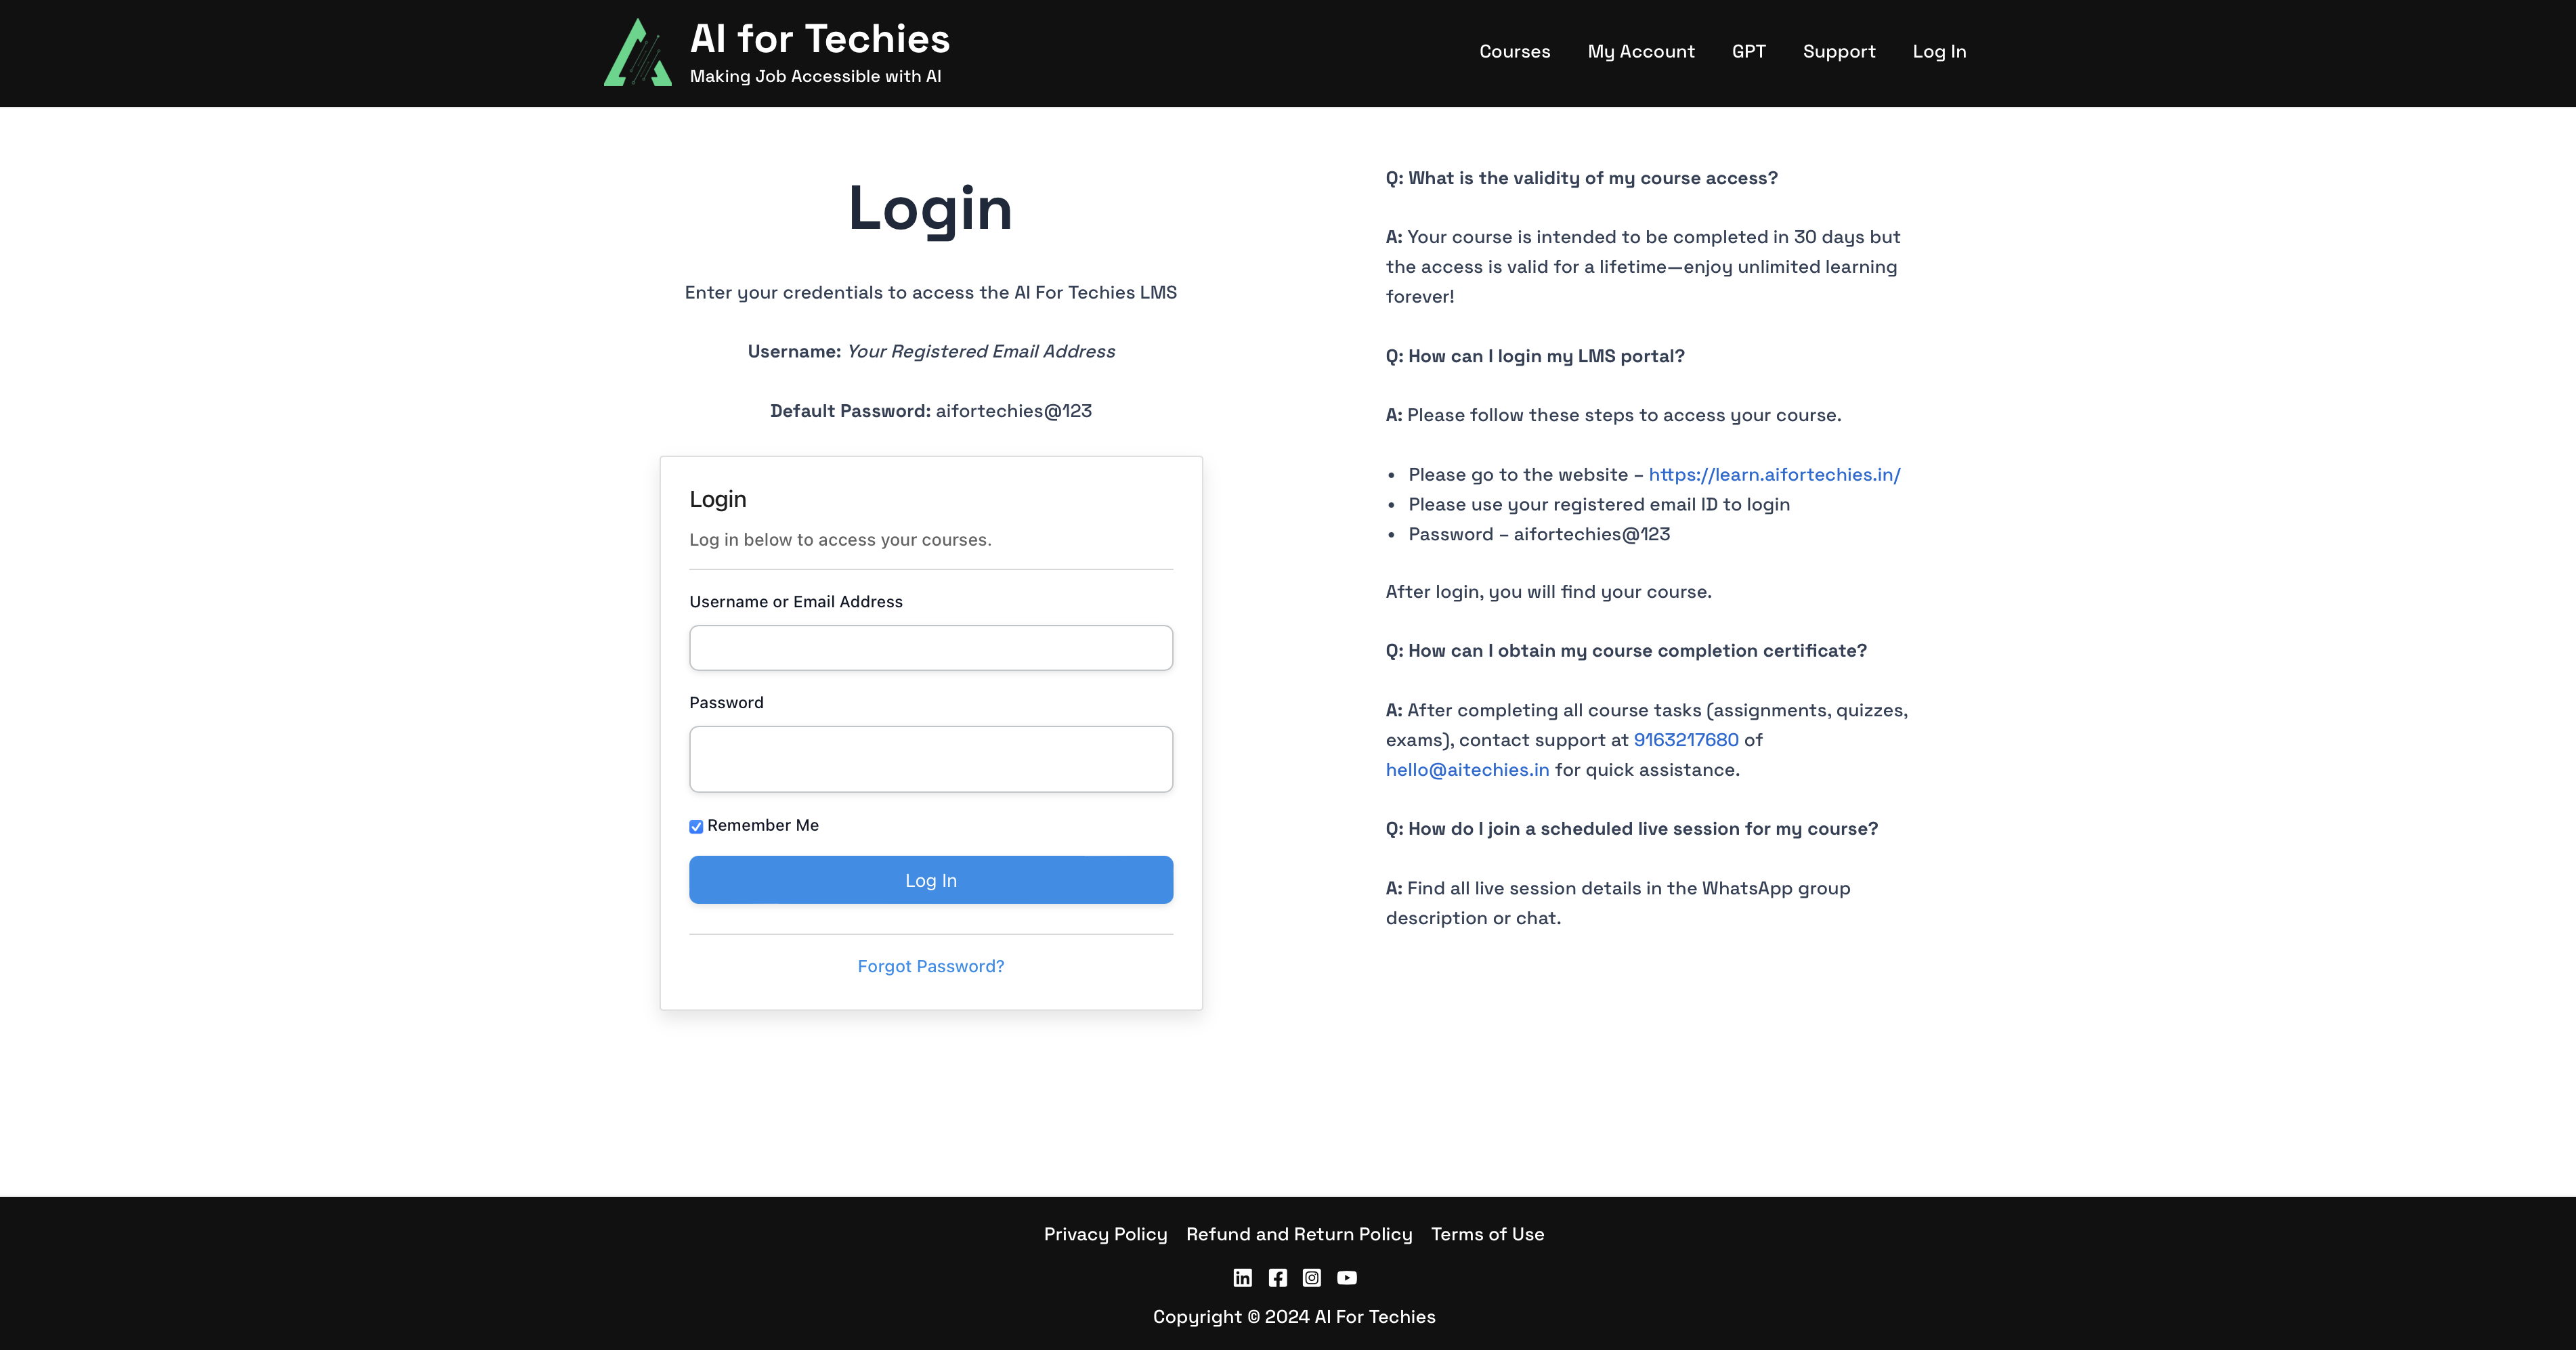 AI for Techies
Making Job Accessible with AI
Courses
My Account
GPT
Support
Log In
Login
Enter your credentials to access the AI For Techies LMS
Username: Your Registered Email Address
Default Password: aifortechies@123
Login
Log in below to access your courses.
Username or Email Address
Password
Remember Me
Log In
Forgot Password?
Q: What is the validity of my course access?
A: Your course is intended to be completed in 30 days but
the access is valid for a lifetime—enjoy unlimited learning
forever!
Q: How can I login my LMS portal?
A: Please follow these steps to access your course.
• Please go to the website – https://learn.aifortechies.in/
• Please use your registered email ID to login
• Password – aifortechies@123
After login, you will find your course.
Q: How can I obtain my course completion certificate?
A: After completing all course tasks (assignments, quizzes,
exams), contact support at 9163217680 of
hello@aitechies.in for quick assistance.
Q: How do I join a scheduled live session for my course?
A: Find all live session details in the WhatsApp group
description or chat.
Privacy Policy
Refund and Return Policy
Terms of Use
Copyright © 2024 AI For Techies